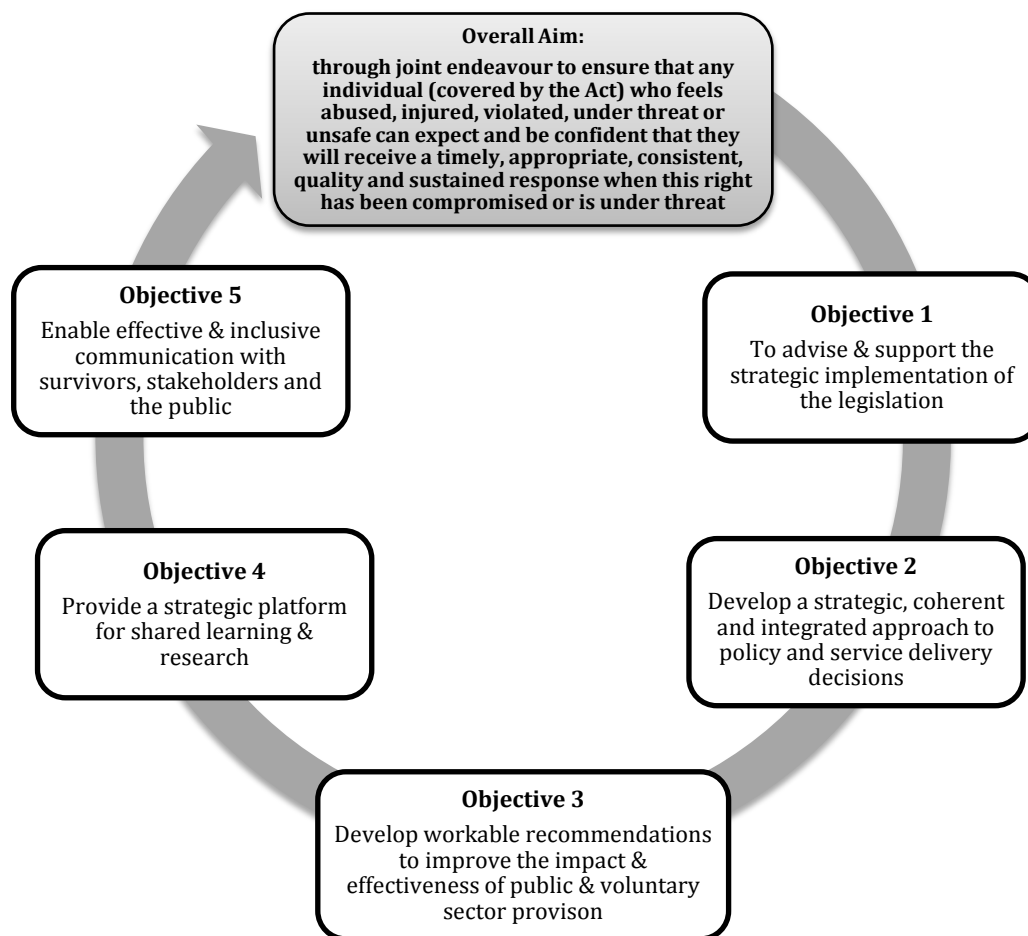 Overall Aim:
through joint endeavour to ensure that any
individual (covered by the Act) who feels
abused, injured, violated, under threat or
unsafe can expect and be confident that they
will receive a timely, appropriate, consistent,
quality and sustained response when this right
has been compromised or is under threat
Objective 1
To advise & support the
strategic implementation of
the legislation
Objective 2
Develop a strategic, coherent
and integrated approach to
policy and service delivery
decisions
Objective 3
Develop workable recommendations
to improve the impact &
effectiveness of public & voluntary
sector provison
Objective 4
Provide a strategic platform
for shared learning &
research
Objective 5
Enable effective & inclusive
communication with
survivors, stakeholders and
the public